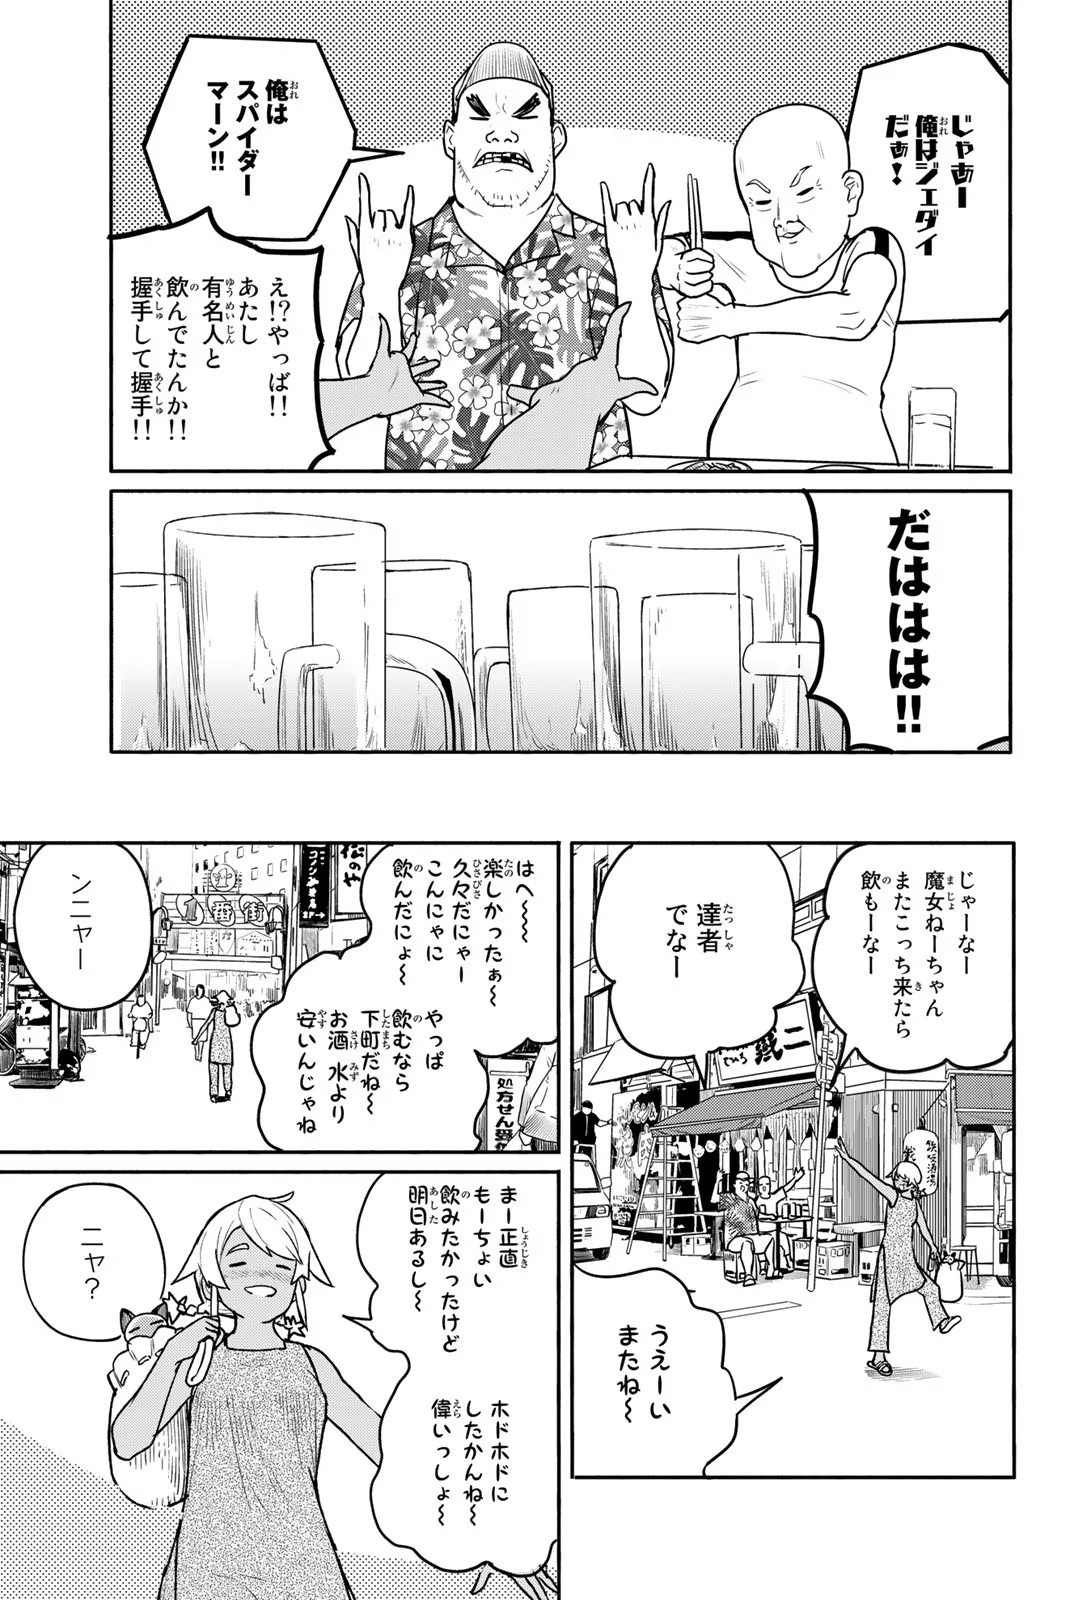 じゃあー
俺はジェダイ
だぁ!
俺は
スパイダー
マーン!!
え!?やっぱ!!
あたし
有名人と
飲んでたんか!!
握手して握手!!
だははは!!
じゃーなー
魔女ねーちゃん
またこっち来たら
飲もーなー
達者
でなー
うえーい
またね〜
はへ〜〜
楽しかったぁ〜
久々だにゃー
こんにゃに
飲んだにょ〜
やっぱ
飲むなら
下町だね〜
お酒 水より
安いんじゃね
ンニャー
1番街
処方せん受
まー正直
もーちょい
飲みたかったけど
明日あるし〜
ホドホドに
したかんね〜
偉いっしょ〜
ニャ?